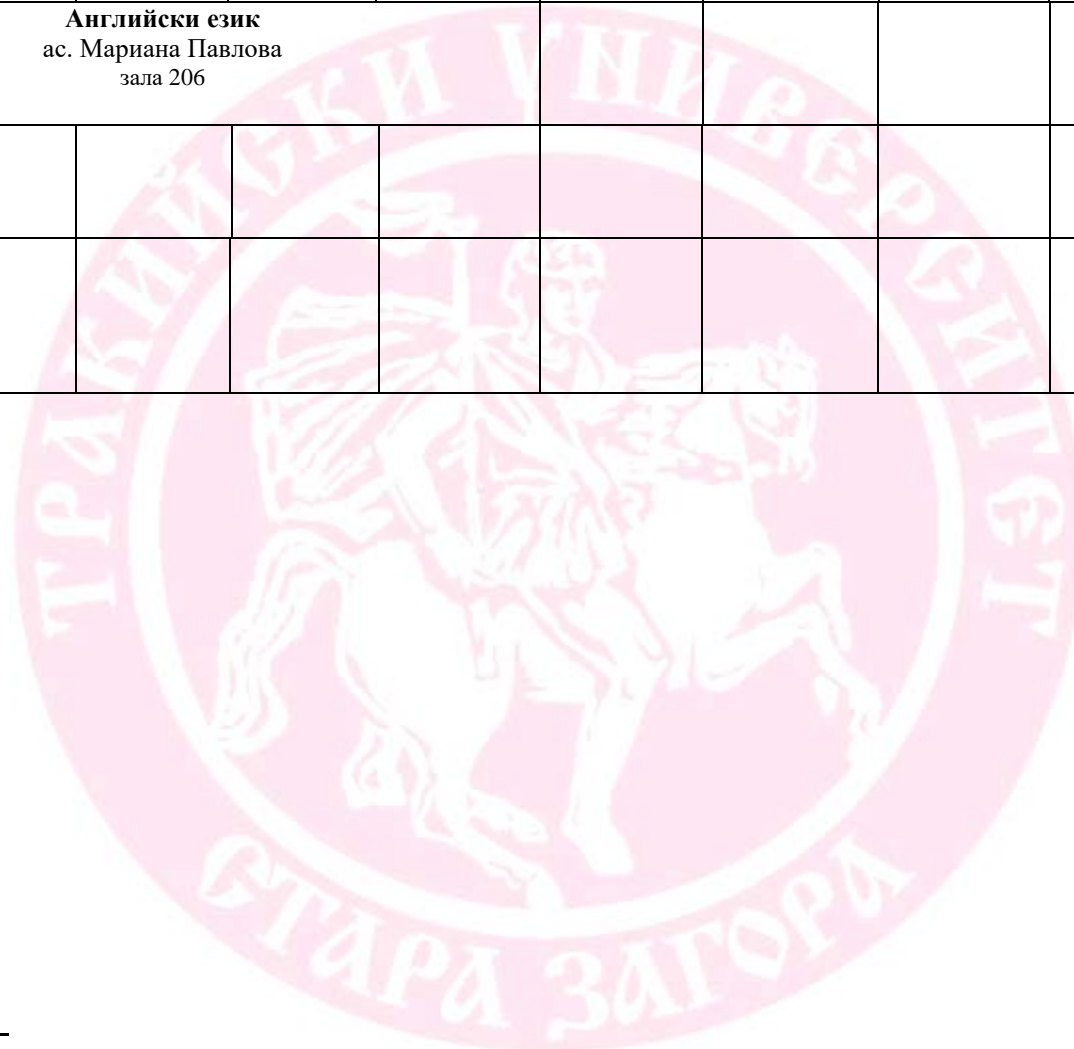 Английски език
ас. Мариана Павлова
зала 206
ТРАКИЙСКИ УНИВЕРСИТЕТ
СТАРА ЗАГОРА